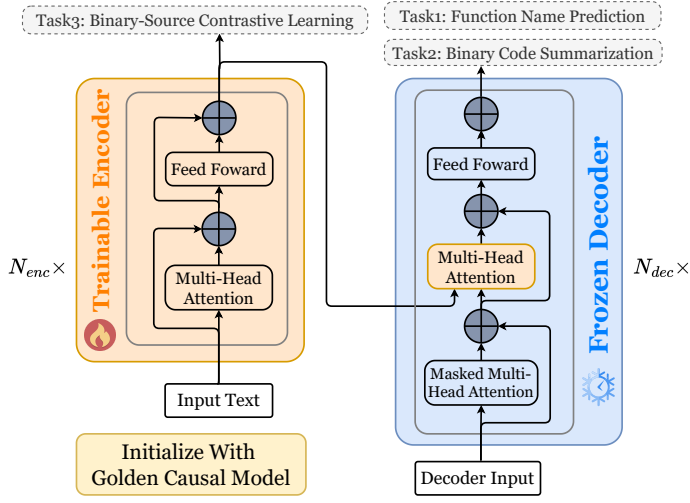 Task3: Binary-Source Contrastive Learning
Task1: Function Name Prediction
Task2: Binary Code Summarization
Trainable Encoder
Feed Foward
Multi-Head
Attention
N_enc×
Input Text
Initialize With
Golden Causal Model
Frozen Decoder
Feed Foward
Multi-Head
Attention
N_dec×
Masked Multi-
Head Attention
Decoder Input